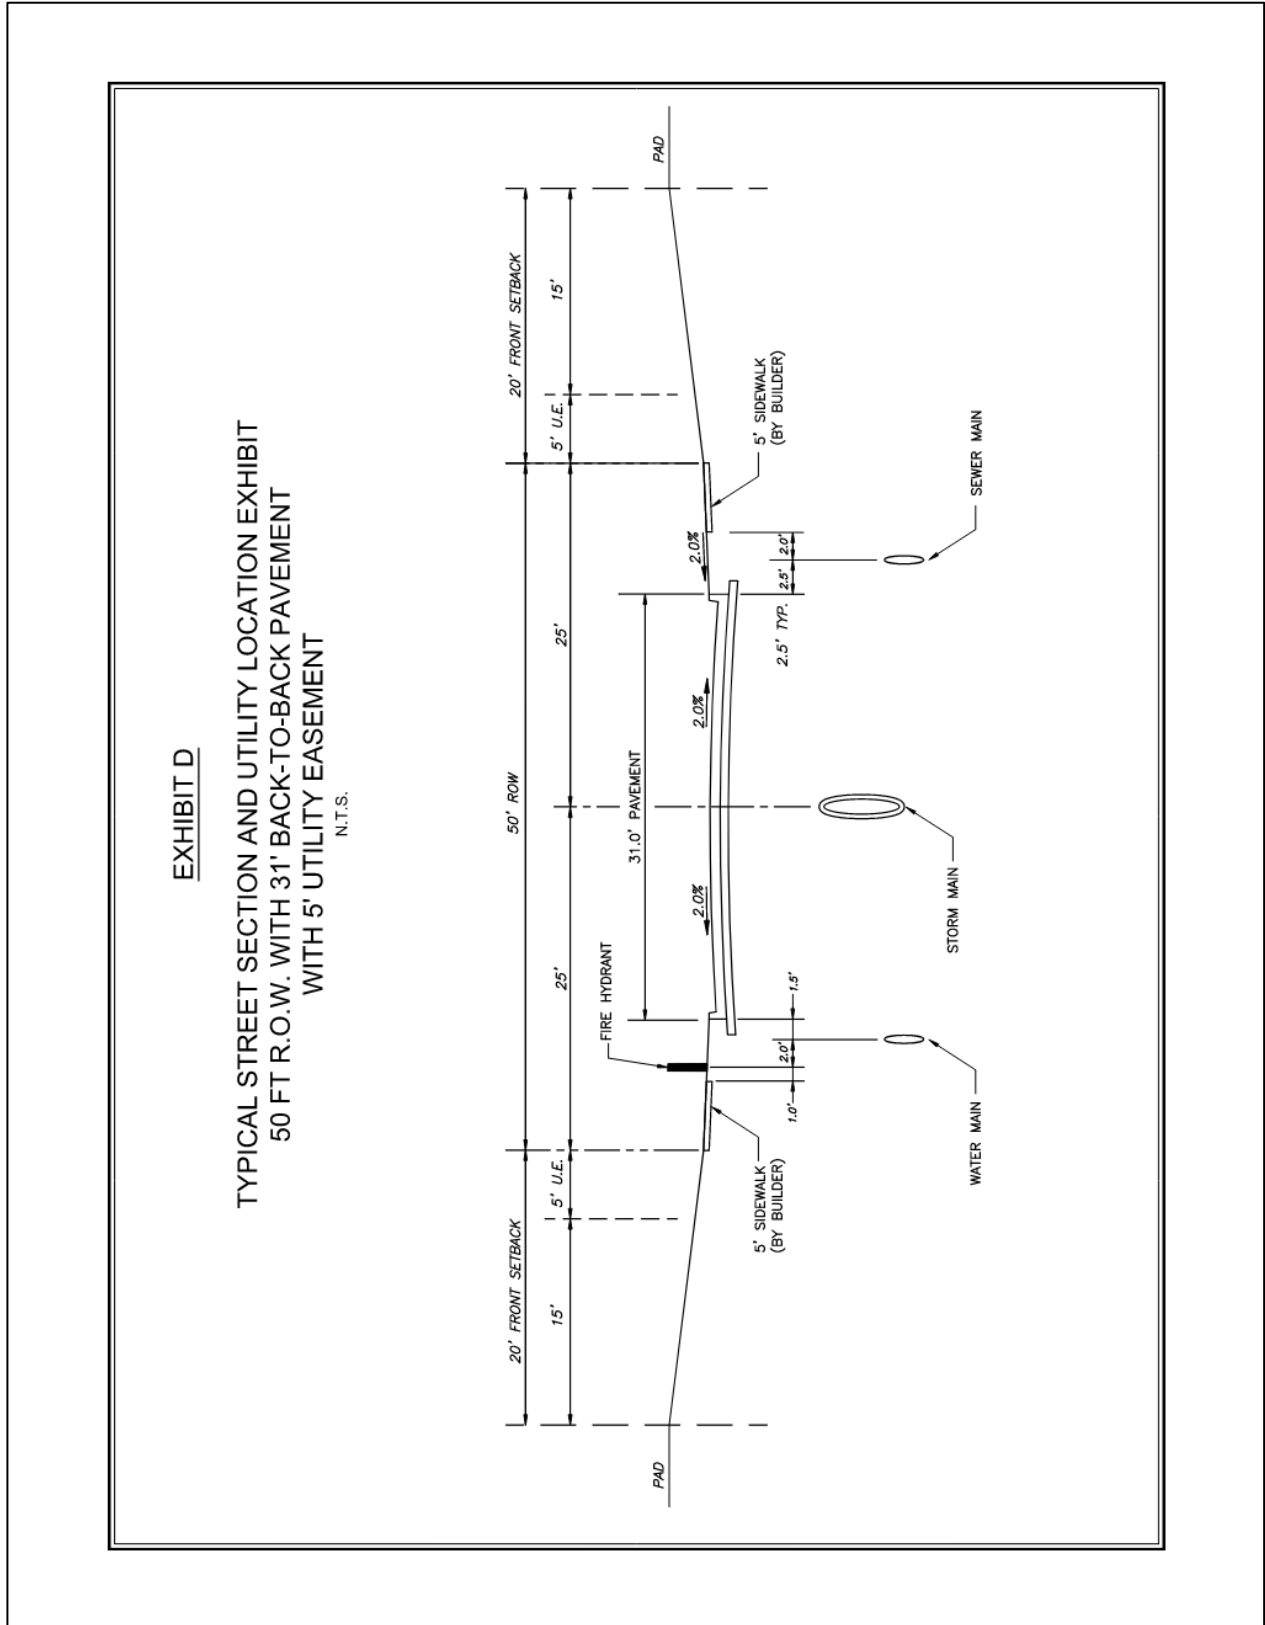 EXHIBIT D
TYPICAL STREET SECTION AND UTILITY LOCATION EXHIBIT
50 FT R.O.W. WITH 31' BACK-TO-BACK PAVEMENT
WITH 5' UTILITY EASEMENT
N.T.S.
20' FRONT SETBACK
50' ROW
20' FRONT SETBACK
15'
5' U.E.
25'
25'
5' U.E.
15'
FIRE HYDRANT
31.0' PAVEMENT
PAD
PAD
2.0%
2.0%
2.0%
5' SIDEWALK
(BY BUILDER)
5' SIDEWALK
(BY BUILDER)
1.0'
2.0'
1.5'
2.5' TYP.
2.5'
2.0'
WATER MAIN
STORM MAIN
SEWER MAIN